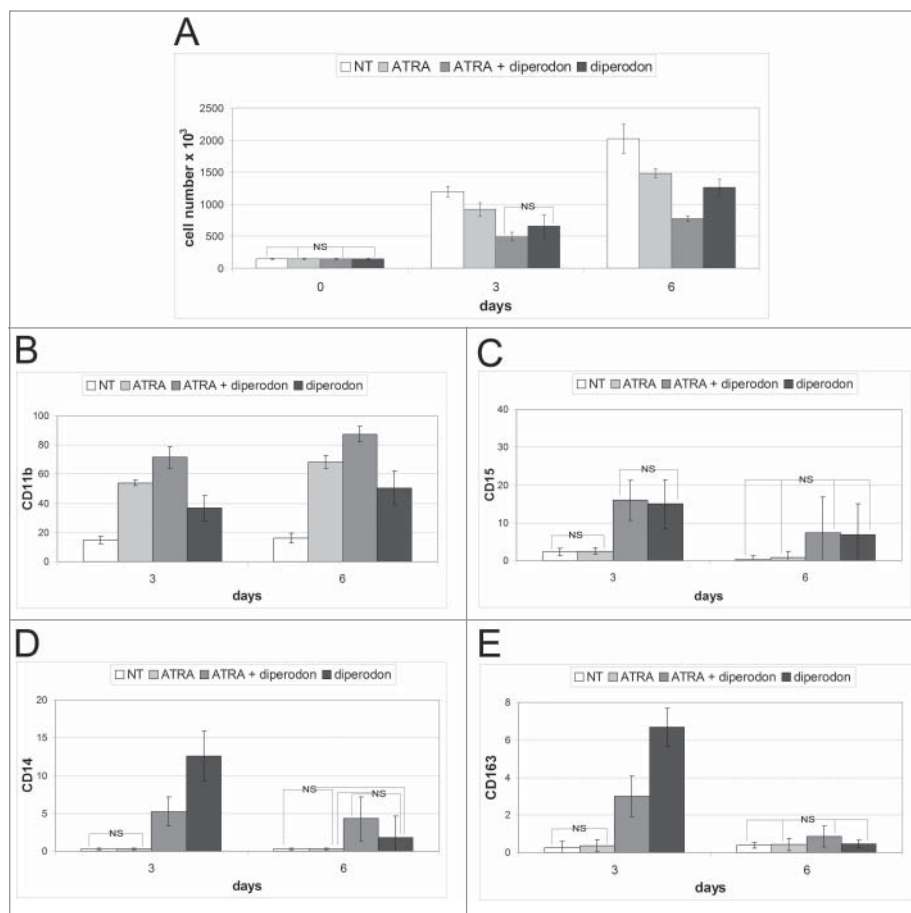 A
NT ATRA ATRA + diperodon diperodon
cell number x 10³
2500
2000
1500
1000
500
0
NS
NS
0 3 6
days
B
NT ATRA ATRA + diperodon diperodon
CD11b
100
80
60
40
20
0
3 6
days
C
NT ATRA ATRA + diperodon diperodon
CD15
40
30
20
10
0
NS
NS
NS
3 6
days
D
NT ATRA ATRA + diperodon diperodon
CD14
20
15
10
5
0
NS
NS
NS
3 6
days
E
NT ATRA ATRA + diperodon diperodon
CD163
8
6
4
2
0
NS
NS
3 6
days